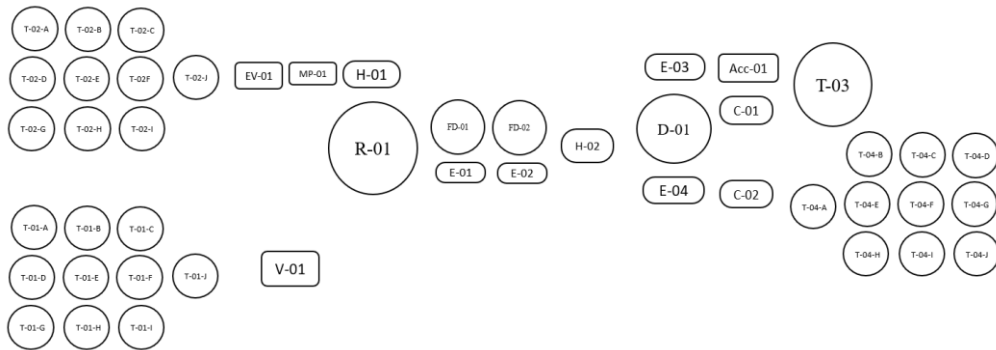 T-02-A T-02-B T-02-C
T-02-D T-02-E T-02F T-02-J EV-01 MP-01 H-01
T-02-G T-02-H T-02-I
R-01 FD-01 FD-02 H-02
E-01 E-02
E-03 Acc-01 T-03
C-01
D-01
E-04 C-02
T-04-B T-04-C T-04-D
T-04-A T-04-E T-04-F T-04-G
T-04-H T-04-I T-04-J
T-01-A T-01-B T-01-C
T-01-D T-01-E T-01-F T-01-J V-01
T-01-G T-01-H T-01-I